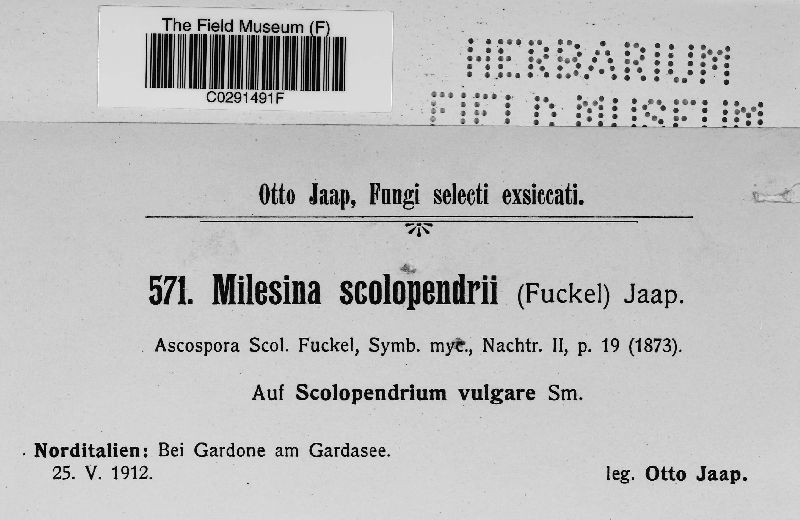 The Field Museum (F)
C0291491F
HERBARIUM
FIELD MUSEUM
Otto Jaap, Fungi selecti exsiccati.
571. Milesina scolopendrii (Fuckel) Jaap.
Ascospora Scol. Fuckel, Symb. myc., Nachtr. II, p. 19 (1873).
Auf Scolopendrium vulgare Sm.
Norditalien: Bei Gardone am Gardasee.
25. V. 1912.
leg. Otto Jaap.